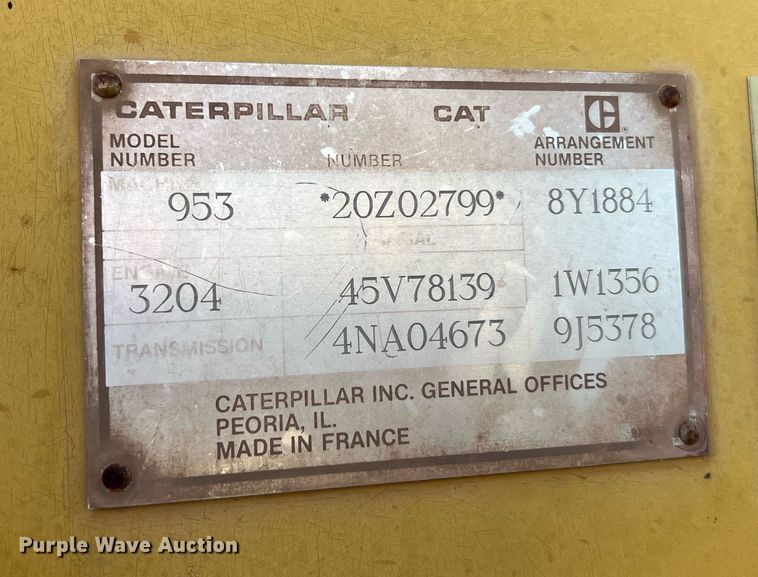 CATERPILLAR CAT C
MODEL NUMBER NUMBER ARRANGEMENT NUMBER
953 *20Z02799* 8Y1884
ENGINE
3204 45V78139 1W1356
TRANSMISSION 4NA04673 9J5378
CATERPILLAR INC. GENERAL OFFICES
PEORIA, IL.
MADE IN FRANCE
Purple Wave Auction